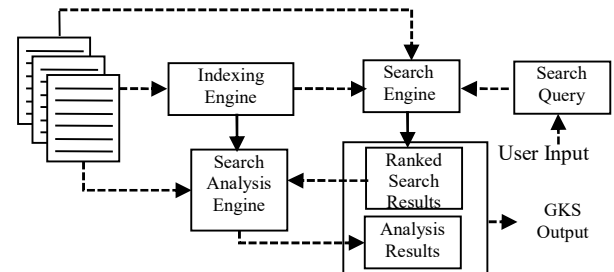 Indexing
Engine
Search
Engine
Search
Query
User Input
Search
Analysis
Engine
Ranked
Search
Results
Analysis
Results
GKS
Output